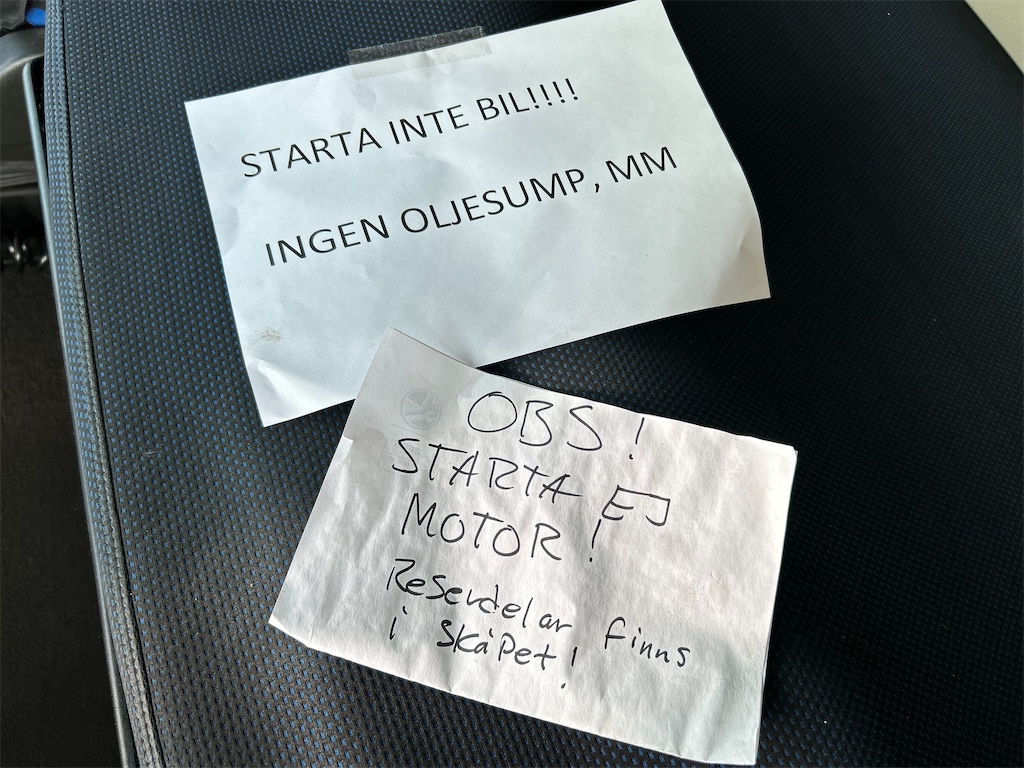 STARTA INTE BIL!!!!
INGEN OLJESUMP, MM
OBS!
STARTA EJ
MOTOR!
Reservdelar finns
i skåpet!